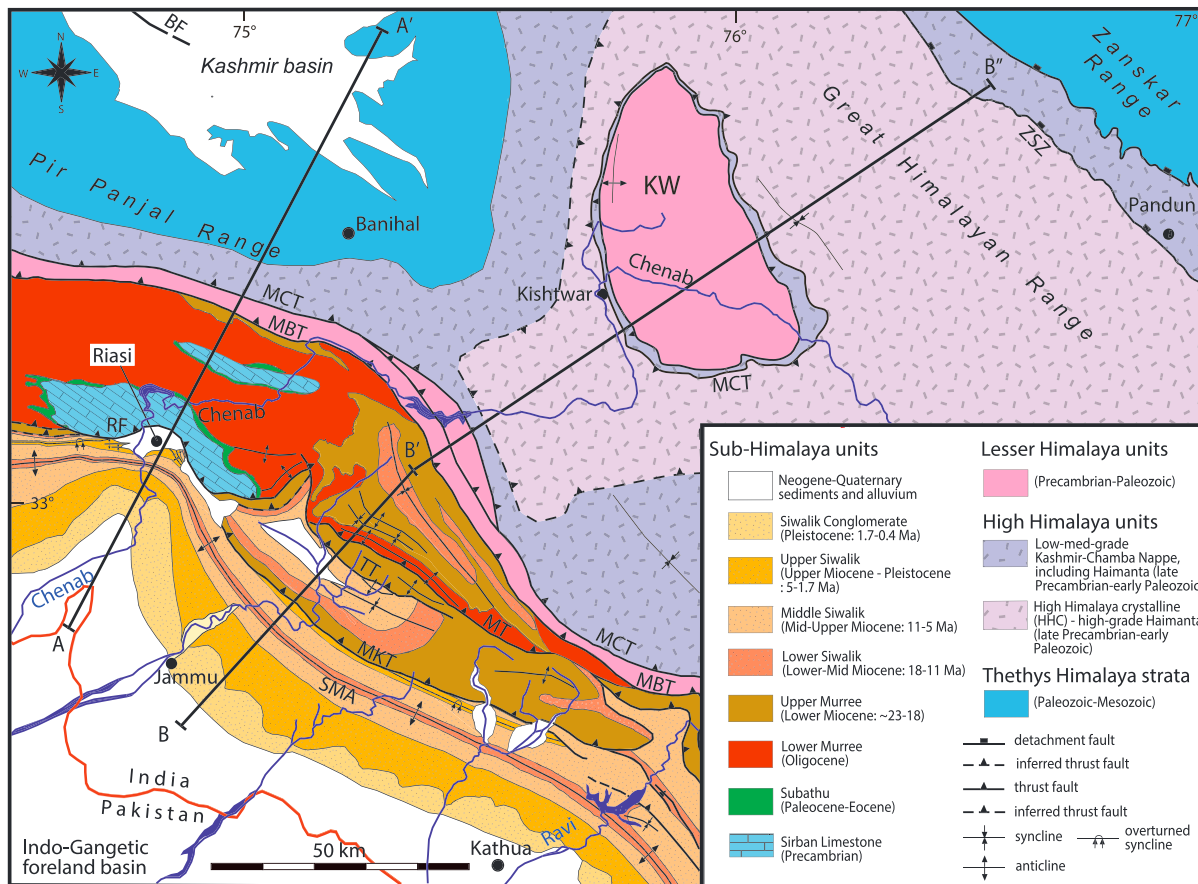 75°
76°
77°
BF
A'
Kashmir basin
N
W
E
S
Zanskar
Range
B"
Great Himalayan Range
ZSZ
KW
Pandun
Pir Panjal Range
Banihal
Chenab
Kishtwar
MCT
MBT
MCT
Riasi
Chenab
RF
B'
33°
TT
Chenab
MT
A
MKT
MCT
Jammu
SMA
MBT
B
India
Pakistan
Indo-Gangetic
foreland basin
50 km
Ravi
Kathua
Sub-Himalaya units
Neogene-Quaternary
sediments and alluvium
Siwalik Conglomerate
(Pleistocene: 1.7-0.4 Ma)
Upper Siwalik
(Upper Miocene - Pleistocene
: 5-1.7 Ma)
Middle Siwalik
(Mid-Upper Miocene: 11-5 Ma)
Lower Siwalik
(Lower-Mid Miocene: 18-11 Ma)
Upper Murree
(Lower Miocene: ~23-18)
Lower Murree
(Oligocene)
Subathu
(Paleocene-Eocene)
Sirban Limestone
(Precambrian)
Lesser Himalaya units
(Precambrian-Paleozoic)
High Himalaya units
Low-med-grade
Kashmir-Chamba Nappe,
including Haimanta (late
Precambrian-early Paleozoic
High Himalaya crystalline
(HHC) - high-grade Haimanta
(late Precambrian-early
Paleozoic)
Thethys Himalaya strata
(Paleozoic-Mesozoic)
detachment fault
inferred thrust fault
thrust fault
inferred thrust fault
syncline
overturned
syncline
anticline